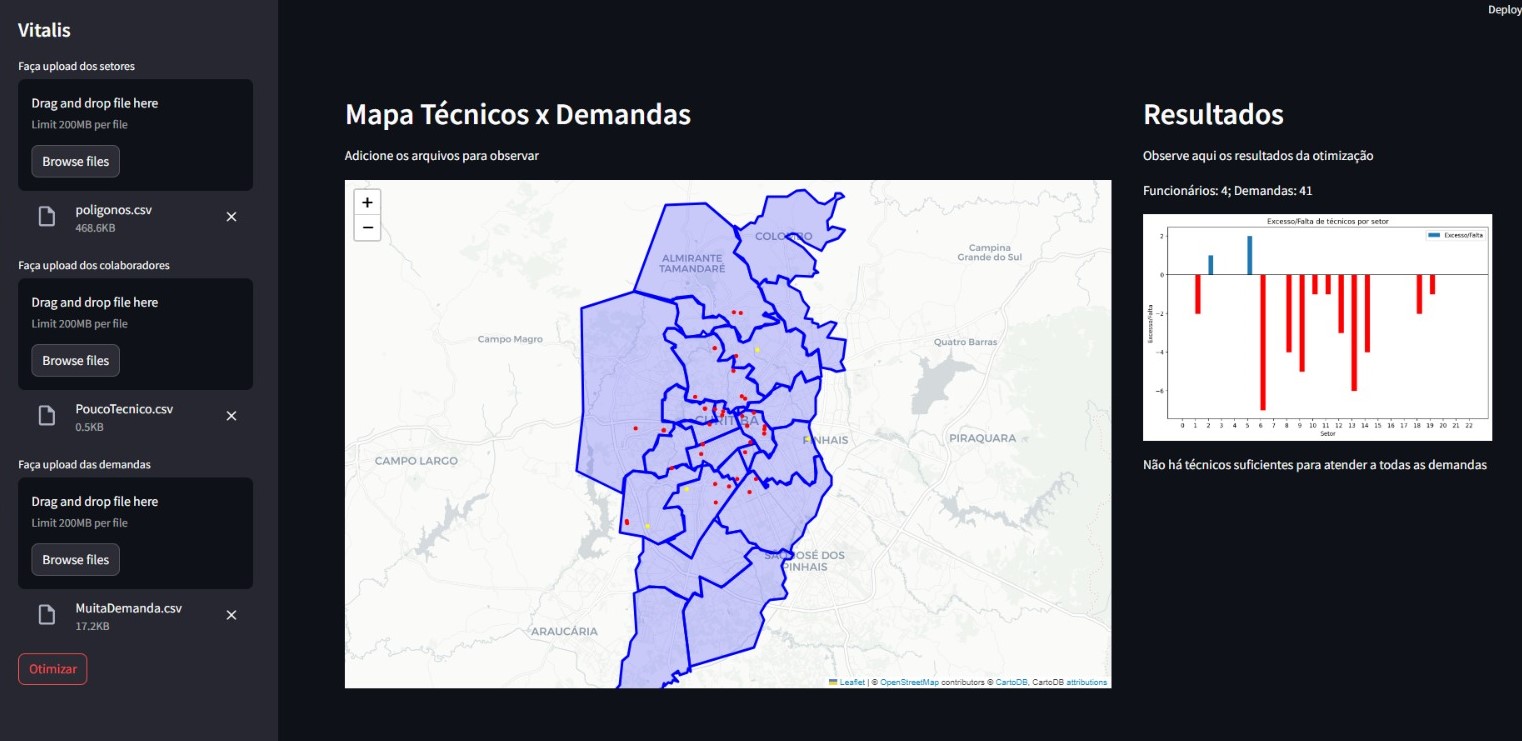 Deploy
Vitalis
Faça upload dos setores
Drag and drop file here
Limit 200MB per file
Browse files
poligonos.csv
468.6KB
Faça upload dos colaboradores
Drag and drop file here
Limit 200MB per file
Browse files
PoucoTecnico.csv
0.5KB
Faça upload das demandas
Drag and drop file here
Limit 200MB per file
Browse files
MuitaDemanda.csv
17.2KB
Otimizar
Mapa Técnicos x Demandas
Adicione os arquivos para observar
+
−
COLOMBO
ALMIRANTE
TAMANDARÉ
Campina
Grande do Sul
Campo Magro
Quatro Barras
CURITIBA
PINHAIS
PIRAQUARA
CAMPO LARGO
SÃO JOSÉ DOS
PINHAIS
ARAUCÁRIA
Leaflet | © OpenStreetMap contributors © CartoDB, CartoDB attributions
Resultados
Observe aqui os resultados da otimização
Funcionários: 4; Demandas: 41
Excesso/Falta de técnicos por setor
Excesso/Falta
2
0
−2
−4
−6
Excesso/Falta
0 1 2 3 4 5 6 7 8 9 10 11 12 13 14 15 16 17 18 19 20 21 22
Setor
Não há técnicos suficientes para atender a todas as demandas